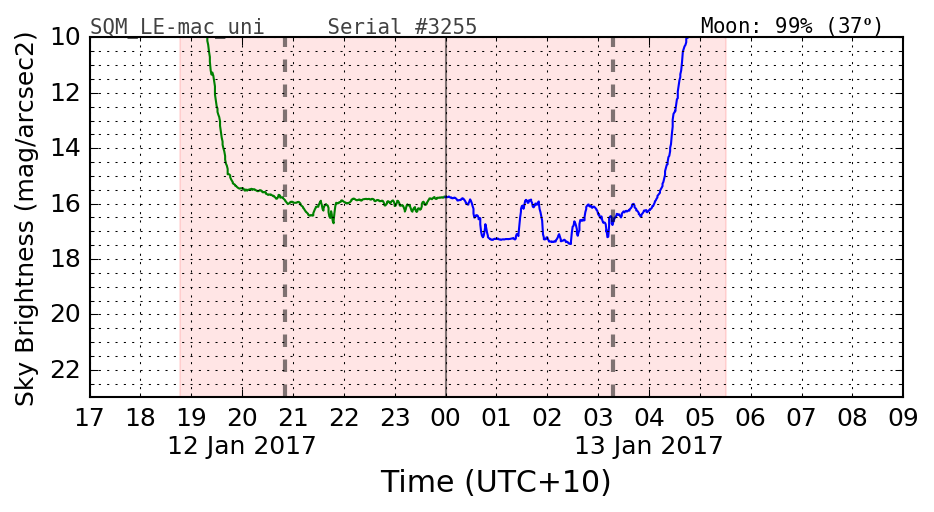 SQM_LE-mac_uni Serial #3255 Moon: 99% (37°)
Sky Brightness (mag/arcsec2)
10
12
14
16
18
20
22
17 18 19 20 21 22 23 00 01 02 03 04 05 06 07 08 09
12 Jan 2017 13 Jan 2017
Time (UTC+10)